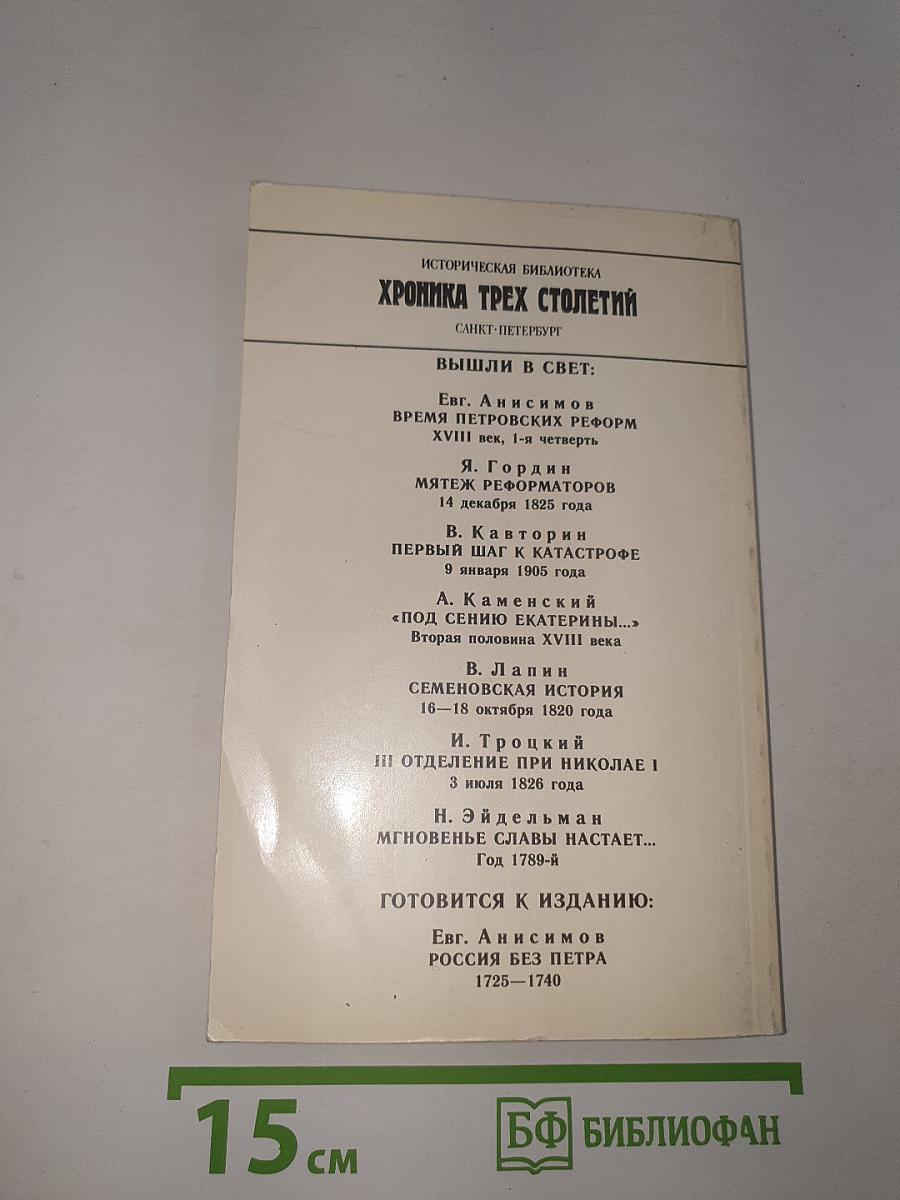 ИСТОРИЧЕСКАЯ БИБЛИОТЕКА
ХРОНИКА ТРЕХ СТОЛЕТИЙ
САНКТ·ПЕТЕРБУРГ
ВЫШЛИ В СВЕТ:
Евг. Анисимов
ВРЕМЯ ПЕТРОВСКИХ РЕФОРМ
XVIII век, 1-я четверть
Я. Гордин
МЯТЕЖ РЕФОРМАТОРОВ
14 декабря 1825 года
В. Кавторин
ПЕРВЫЙ ШАГ К КАТАСТРОФЕ
9 января 1905 года
А. Каменский
«ПОД СЕНИЮ ЕКАТЕРИНЫ...»
Вторая половина XVIII века
В. Лапин
СЕМЕНОВСКАЯ ИСТОРИЯ
16—18 октября 1820 года
И. Троцкий
III ОТДЕЛЕНИЕ ПРИ НИКОЛАЕ I
3 июля 1826 года
Н. Эйдельман
МГНОВЕНЬЕ СЛАВЫ НАСТАЕТ...
Год 1789-й
ГОТОВИТСЯ К ИЗДАНИЮ:
Евг. Анисимов
РОССИЯ БЕЗ ПЕТРА
1725—1740
15 см
БФ БИБЛИОФАН